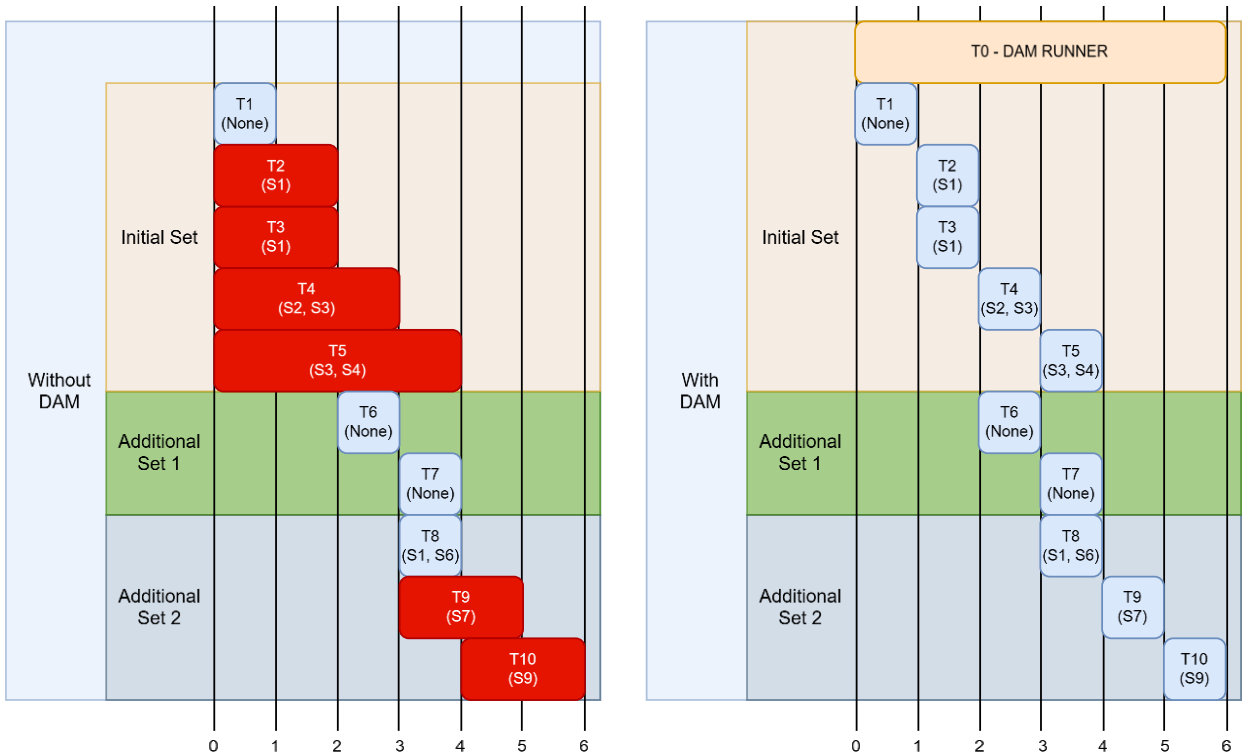 T1
(None)
T2
(S1)
T3
(S1)
Initial Set
T4
(S2, S3)
T5
(S3, S4)
Without
DAM
T6
(None)
Additional
Set 1
T7
(None)
T8
(S1, S6)
Additional
Set 2
T9
(S7)
T10
(S9)
0 1 2 3 4 5 6
T0 - DAM RUNNER
T1
(None)
T2
(S1)
T3
(S1)
Initial Set
T4
(S2, S3)
T5
(S3, S4)
With
DAM
T6
(None)
Additional
Set 1
T7
(None)
T8
(S1, S6)
Additional
Set 2
T9
(S7)
T10
(S9)
0 1 2 3 4 5 6